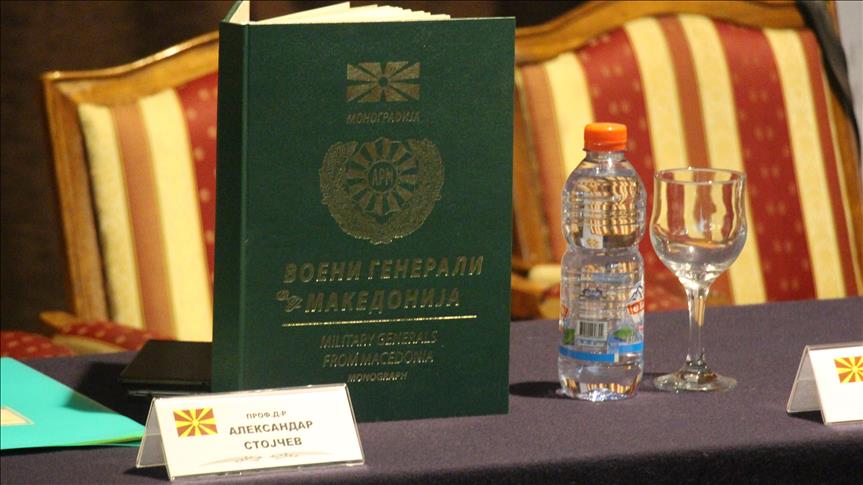 МОНОГРАФИЈА
АРМ
ВОЕНИ ГЕНЕРАЛИ
од МАКЕДОНИЈА
MILITARY GENERALS
FROM MACEDONIA
MONOGRAPH
ПРОФ.Д-Р
АЛЕКСАНДАР
СТОЈЧЕВ